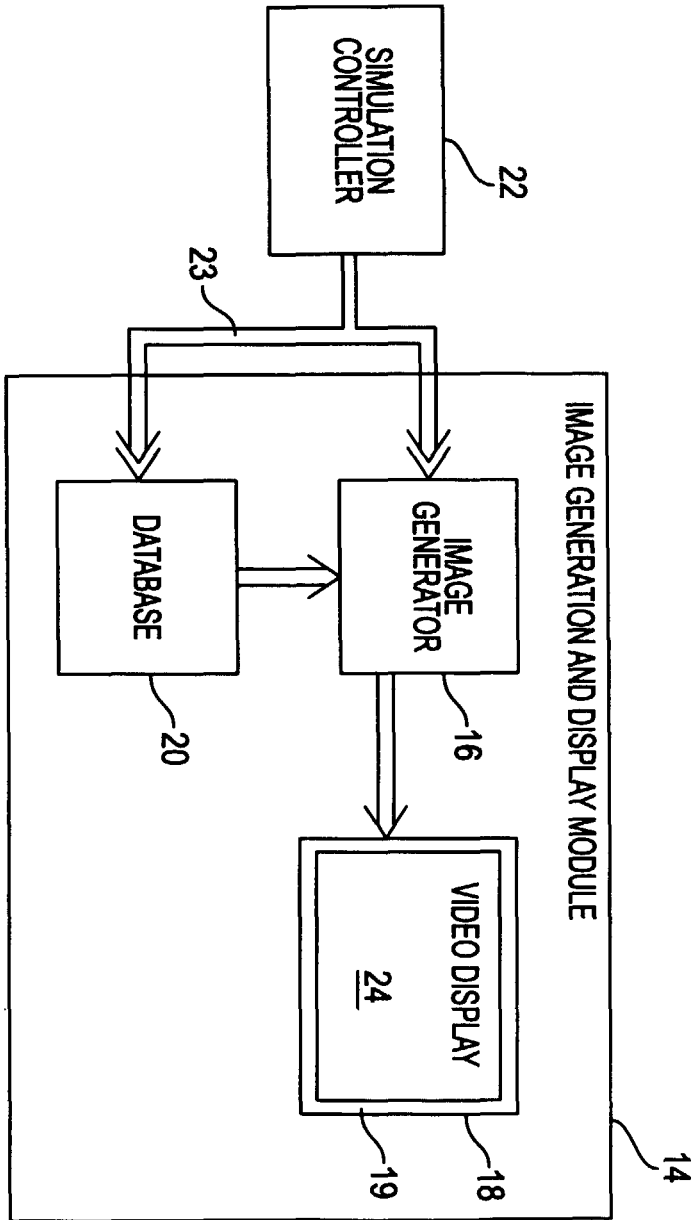 IMAGE GENERATION AND DISPLAY MODULE
14
SIMULATION
CONTROLLER
22
23
IMAGE
GENERATOR
16
VIDEO DISPLAY
24
19
18
DATABASE
20